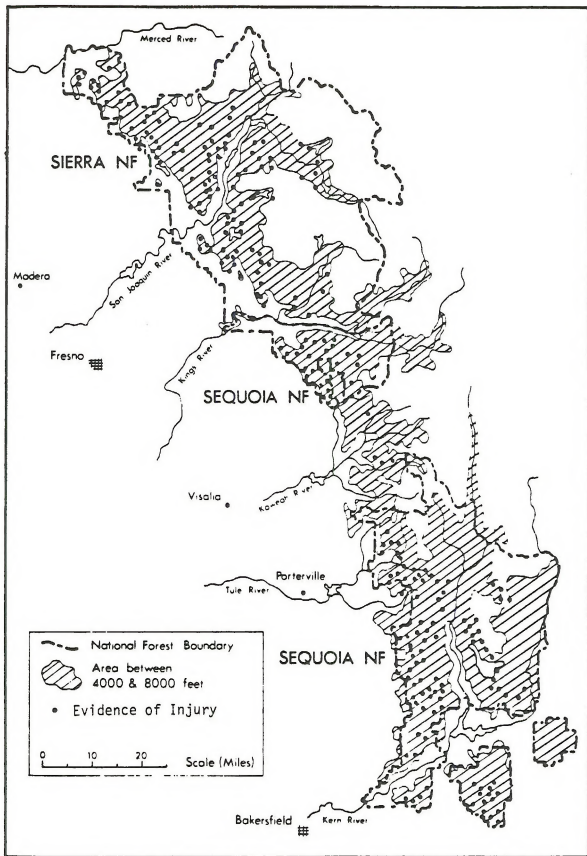 Merced River
SIERRA NF
Madera
San Joaquin River
Fresno
Kings River
SEQUOIA NF
Visalia
Kaweah River
Porterville
Tule River
SEQUOIA NF
National Forest Boundary
Area between
4000 & 8000 feet
Evidence of Injury
0 10 20
Scale (Miles)
Bakersfield
Kern River